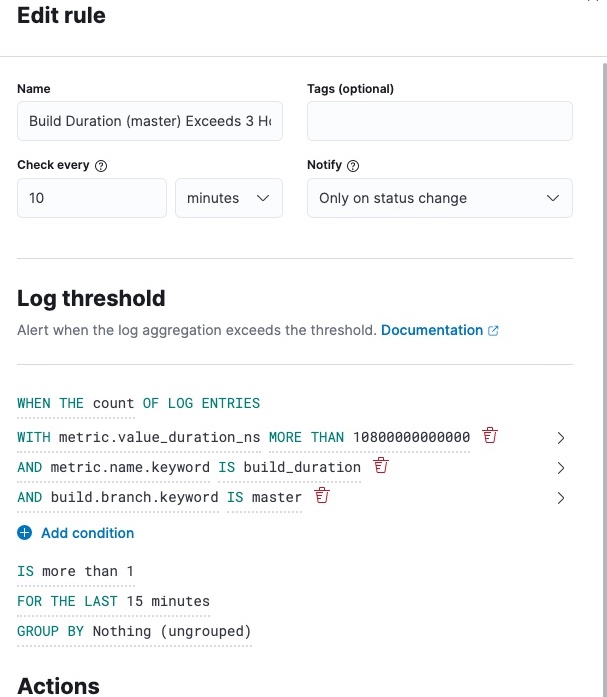 Edit rule
Name
Tags (optional)
Build Duration (master) Exceeds 3 H
Check every
Notify
10
minutes
Only on status change
Log threshold
Alert when the log aggregation exceeds the threshold. Documentation
WHEN THE count OF LOG ENTRIES
WITH metric.value_duration_ns MORE THAN 10800000000000
AND metric.name.keyword IS build_duration
AND build.branch.keyword IS master
Add condition
IS more than 1
FOR THE LAST 15 minutes
GROUP BY Nothing (ungrouped)
Actions